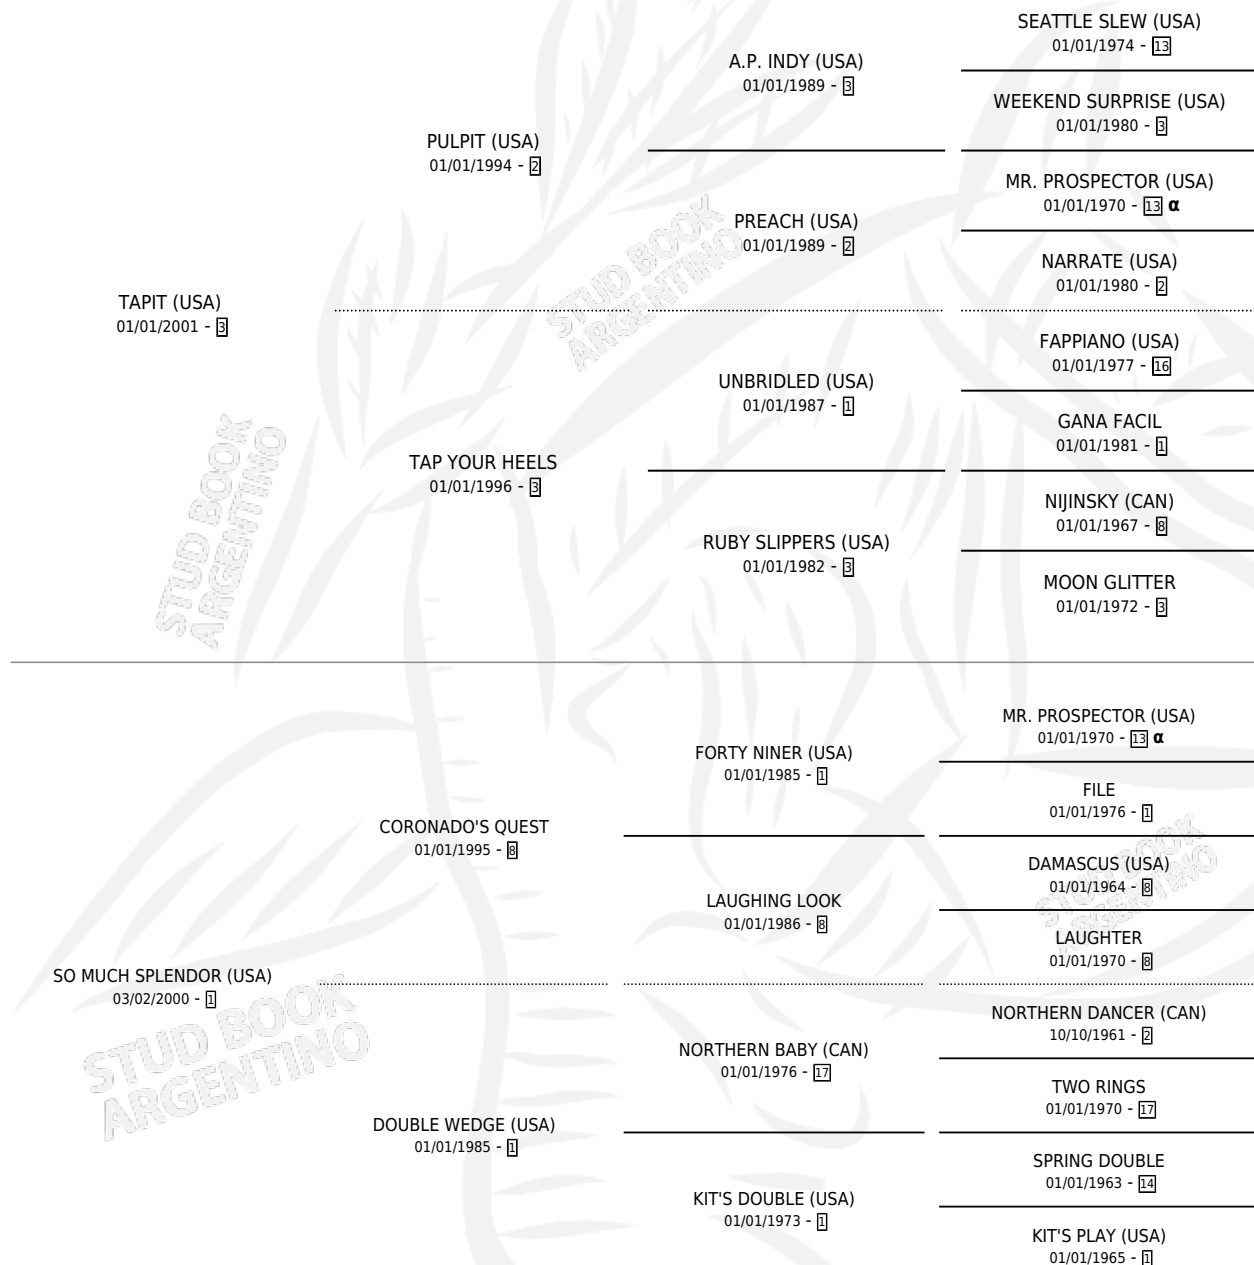 SEATTLE SLEW (USA)
01/01/1974 - 13
A.P. INDY (USA)
01/01/1989 - 3
WEEKEND SURPRISE (USA)
01/01/1980 - 3
PULPIT (USA)
01/01/1994 - 2
MR. PROSPECTOR (USA)
01/01/1970 - 13 α
PREACH (USA)
01/01/1989 - 2
NARRATE (USA)
01/01/1980 - 2
TAPIT (USA)
01/01/2001 - 3
FAPPIANO (USA)
01/01/1977 - 16
UNBRIDLED (USA)
01/01/1987 - 1
GANA FACIL
01/01/1981 - 1
TAP YOUR HEELS
01/01/1996 - 3
NIJINSKY (CAN)
01/01/1967 - 8
RUBY SLIPPERS (USA)
01/01/1982 - 3
MOON GLITTER
01/01/1972 - 3
MR. PROSPECTOR (USA)
01/01/1970 - 13 α
FORTY NINER (USA)
01/01/1985 - 1
FILE
01/01/1976 - 1
CORONADO'S QUEST
01/01/1995 - 8
DAMASCUS (USA)
01/01/1964 - 8
LAUGHING LOOK
01/01/1986 - 8
LAUGHTER
01/01/1970 - 8
SO MUCH SPLENDOR (USA)
03/02/2000 - 1
NORTHERN DANCER (CAN)
10/10/1961 - 2
NORTHERN BABY (CAN)
01/01/1976 - 17
TWO RINGS
01/01/1970 - 17
DOUBLE WEDGE (USA)
01/01/1985 - 1
SPRING DOUBLE
01/01/1963 - 14
KIT'S DOUBLE (USA)
01/01/1973 - 1
KIT'S PLAY (USA)
01/01/1965 - 1
STUD BOOK
ARGENTINO
STUD BOOK
ARGENTINO
STUD BOOK
ARGENTINO
STUD BOOK
ARGENTINO